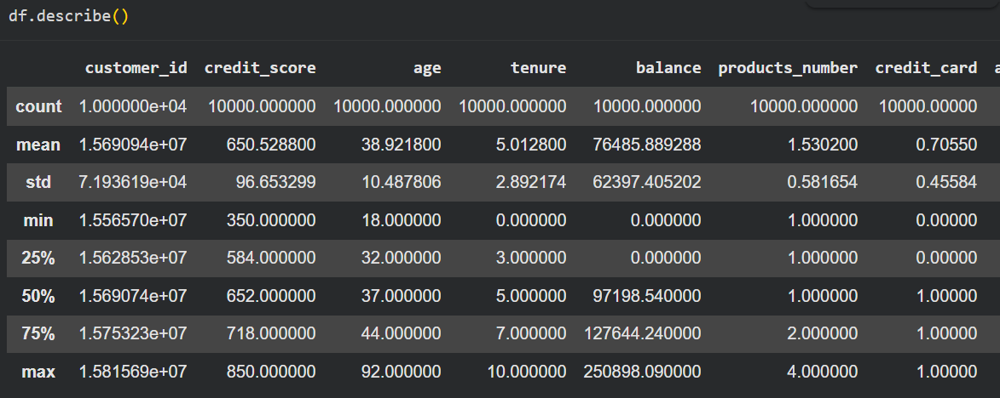 df.describe()
customer_id credit_score age tenure balance products_number credit_card a
count 1.000000e+04 10000.000000 10000.000000 10000.000000 10000.000000 10000.000000 10000.00000
mean 1.569094e+07 650.528800 38.921800 5.012800 76485.889288 1.530200 0.70550
std 7.193619e+04 96.653299 10.487806 2.892174 62397.405202 0.581654 0.45584
min 1.556570e+07 350.000000 18.000000 0.000000 0.000000 1.000000 0.00000
25% 1.562853e+07 584.000000 32.000000 3.000000 0.000000 1.000000 0.00000
50% 1.569074e+07 652.000000 37.000000 5.000000 97198.540000 1.000000 1.00000
75% 1.575323e+07 718.000000 44.000000 7.000000 127644.240000 2.000000 1.00000
max 1.581569e+07 850.000000 92.000000 10.000000 250898.090000 4.000000 1.00000